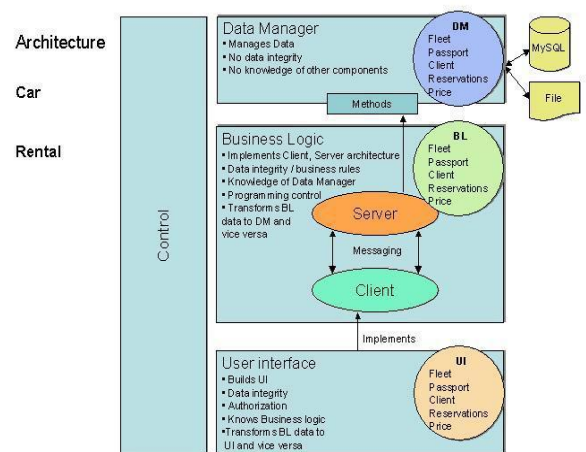 Architecture
Car
Rental
Control
Data Manager
▪ Manages Data
▪ No data integrity
▪ No knowledge of other components
Methods
DM
Fleet
Passport
Client
Reservations
Price
MySQL
File
Business Logic
▪ Implements Client, Server architecture
▪ Data integrity / business rules
▪ Knowledge of Data Manager
▪ Programming control
▪ Transforms BL
data to DM and
vice versa
BL
Fleet
Passport
Client
Reservations
Price
Server
Messaging
Client
Implements
User interface
▪ Builds UI
▪ Data integrity
▪ Authorization
▪ Knows Business logic
▪Transforms BL data to
UI and vice versa
UI
Fleet
Passport
Client
Reservations
Price